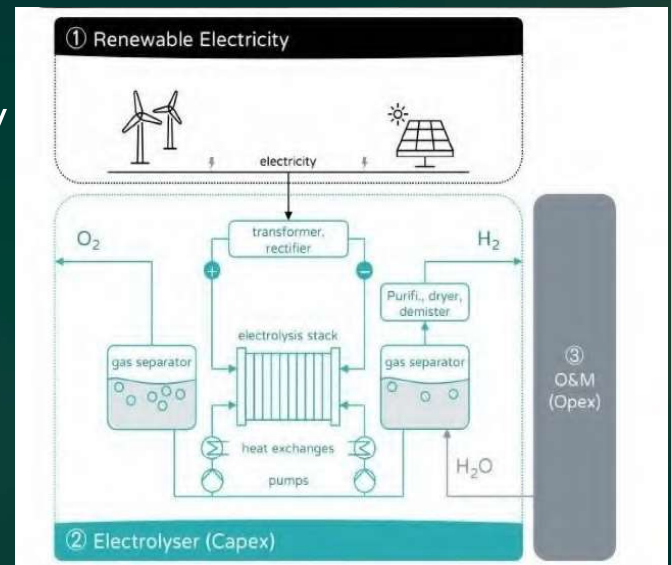 ① Renewable Electricity
y
electricity
O₂
transformer,
rectifier
H₂
+
−
Purifi., dryer,
demister
electrolysis stack
gas separator
gas separator
③
O&M
(Opex)
heat exchanges
H₂O
pumps
② Electrolyser (Capex)